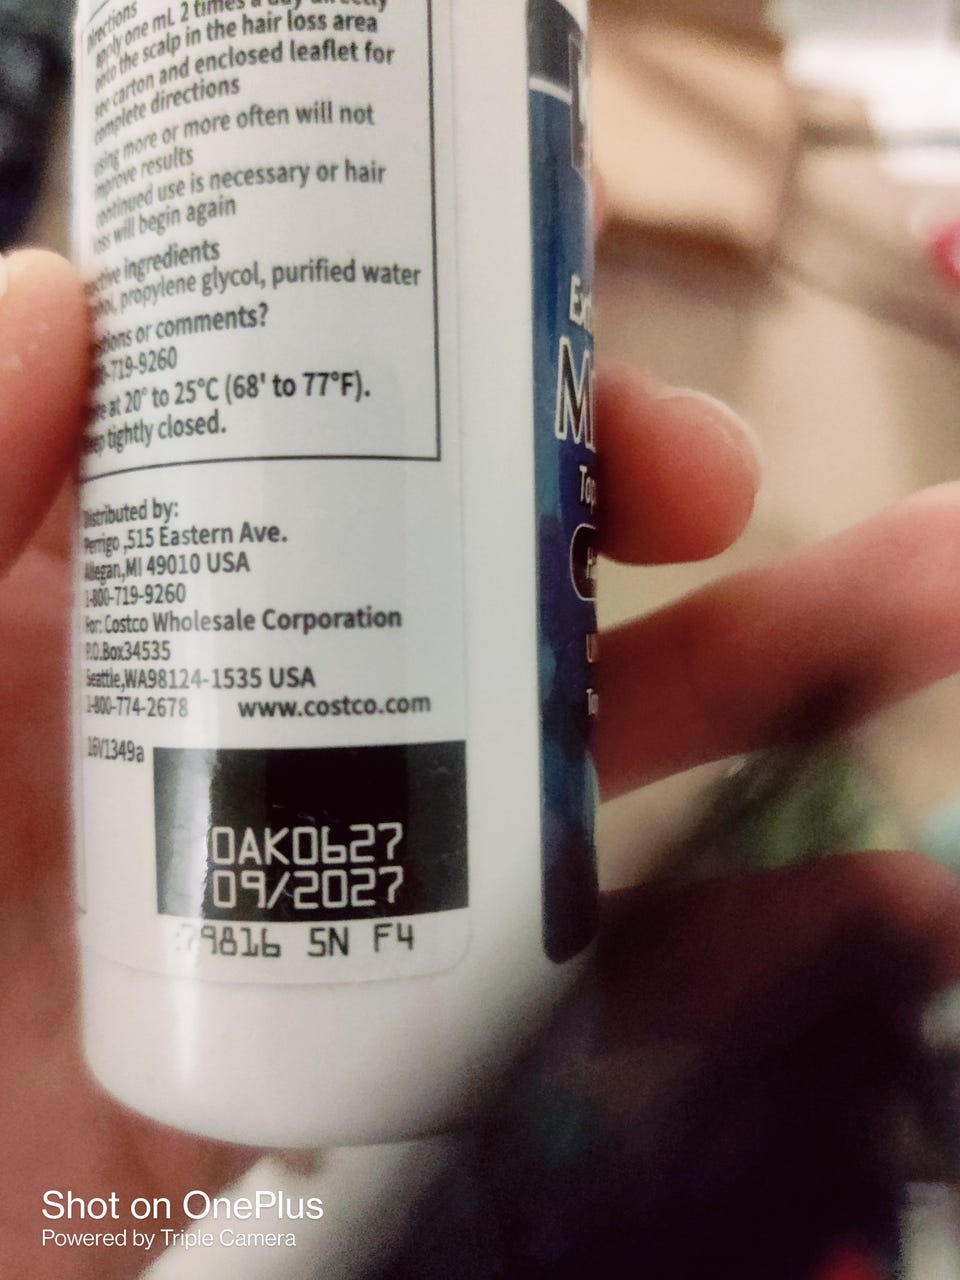 Directions
apply one mL 2 times a day directly
onto the scalp in the hair loss area
see carton and enclosed leaflet for
complete directions
using more or more often will not
improve results
continued use is necessary or hair
loss will begin again
ingredients
propylene glycol, purified water
or comments?
-719-9260
at 20° to 25°C (68' to 77°F).
tightly closed.
Distributed by:
Perrigo ,515 Eastern Ave.
Allegan,MI 49010 USA
1-800-719-9260
For: Costco Wholesale Corporation
P.O.Box34535
Seattle,WA98124-1535 USA
1-800-774-2678 www.costco.com
16V1349a
0AK0627
09/2027
79816 5N F4
Ex
M
Top
Shot on OnePlus
Powered by Triple Camera